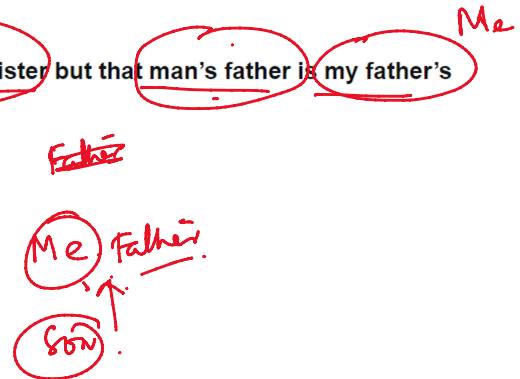 Me
ister but that man's father is my father's
Father
Me Father.
SON.